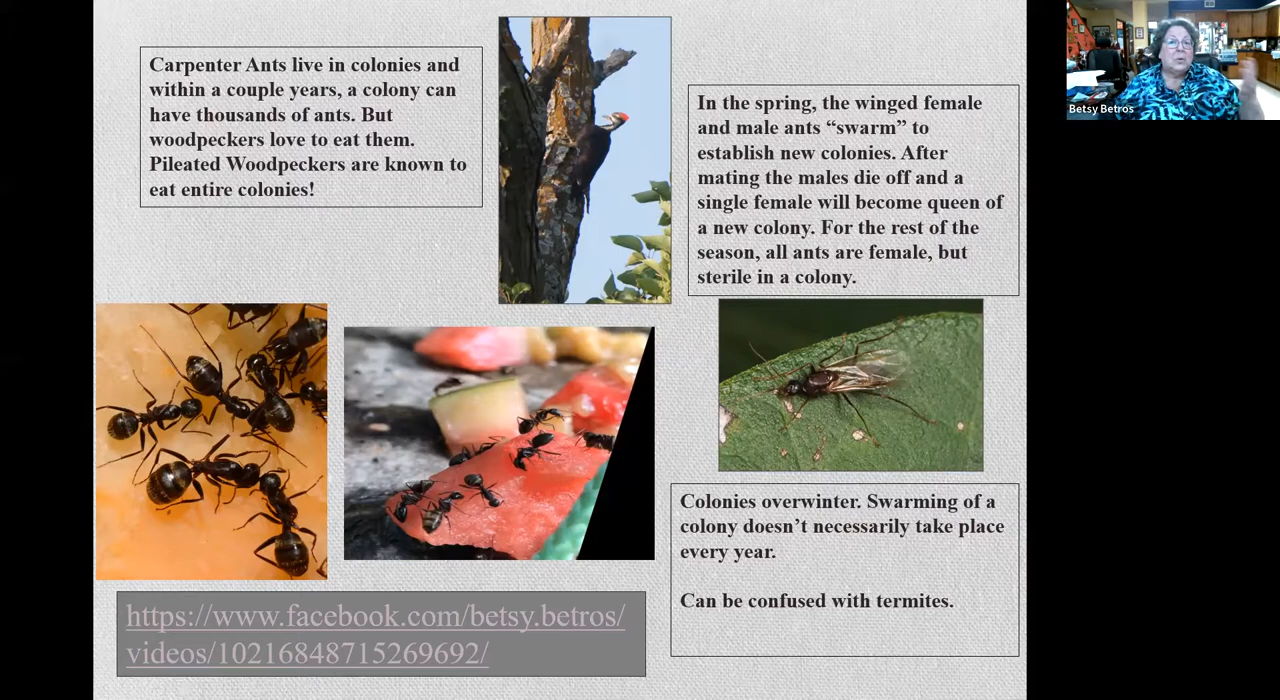 Carpenter Ants live in colonies and
within a couple years, a colony can
have thousands of ants. But
woodpeckers love to eat them.
Pileated Woodpeckers are known to
eat entire colonies!
In the spring, the winged female
and male ants “swarm” to
establish new colonies. After
mating the males die off and a
single female will become queen of
a new colony. For the rest of the
season, all ants are female, but
sterile in a colony.
Colonies overwinter. Swarming of a
colony doesn’t necessarily take place
every year.
Can be confused with termites.
https://www.facebook.com/betsy.betros/
videos/10216848715269692/
Betsy Betros